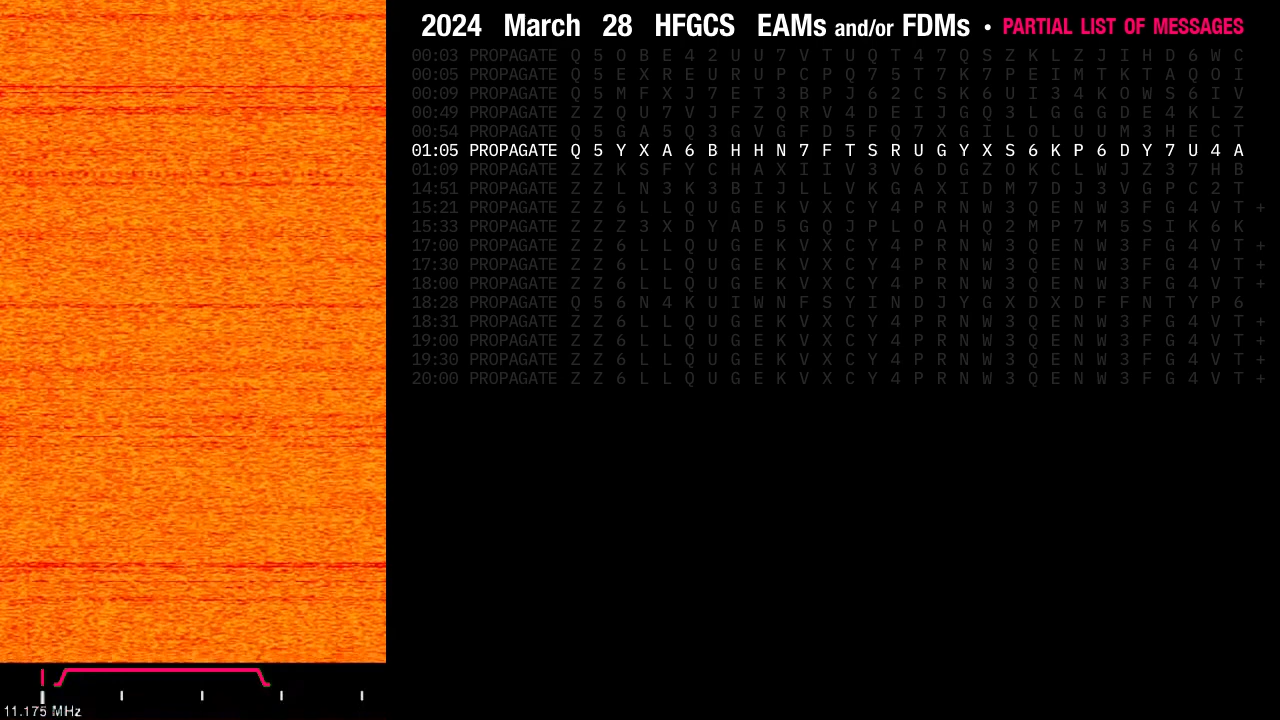 2024 March 28 HFGCS EAMs and/or FDMs • PARTIAL LIST OF MESSAGES
00:03 PROPAGATE Q 5 O B E 4 2 U U 7 V T U Q T 4 7 Q S Z K L Z J I H D 6 W C
00:05 PROPAGATE Q 5 E X R E U R U P C P Q 7 5 T 7 K 7 P E I M T K T A Q O I
00:09 PROPAGATE Q 5 M F X J 7 E T 3 B P J 6 2 C S K 6 U I 3 4 K O W S 6 I V
00:49 PROPAGATE Z Z Q U 7 V J F Z Q R V 4 D E I J G Q 3 L G G G D E 4 K L Z
00:54 PROPAGATE Q 5 G A 5 Q 3 G V G F D 5 F Q 7 X G I L O L U U M 3 H E C T
01:05 PROPAGATE Q 5 Y X A 6 B H H N 7 F T S R U G Y X S 6 K P 6 D Y 7 U 4 A
01:09 PROPAGATE Z Z K S F Y C H A X I I V 3 V 6 D G Z O K C L W J Z 3 7 H B
14:51 PROPAGATE Z Z L N 3 K 3 B I J L L V K G A X I D M 7 D J 3 V G P C 2 T
15:21 PROPAGATE Z Z 6 L L Q U G E K V X C Y 4 P R N W 3 Q E N W 3 F G 4 V T +
15:33 PROPAGATE Z Z Z 3 X D Y A D 5 G Q J P L O A H Q 2 M P 7 M 5 S I K 6 K
17:00 PROPAGATE Z Z 6 L L Q U G E K V X C Y 4 P R N W 3 Q E N W 3 F G 4 V T +
17:30 PROPAGATE Z Z 6 L L Q U G E K V X C Y 4 P R N W 3 Q E N W 3 F G 4 V T +
18:00 PROPAGATE Z Z 6 L L Q U G E K V X C Y 4 P R N W 3 Q E N W 3 F G 4 V T +
18:28 PROPAGATE Q 5 6 N 4 K U I W N F S Y I N D J Y G X D X D F F N T Y P 6
18:31 PROPAGATE Z Z 6 L L Q U G E K V X C Y 4 P R N W 3 Q E N W 3 F G 4 V T +
19:00 PROPAGATE Z Z 6 L L Q U G E K V X C Y 4 P R N W 3 Q E N W 3 F G 4 V T +
19:30 PROPAGATE Z Z 6 L L Q U G E K V X C Y 4 P R N W 3 Q E N W 3 F G 4 V T +
20:00 PROPAGATE Z Z 6 L L Q U G E K V X C Y 4 P R N W 3 Q E N W 3 F G 4 V T +
11.175 MHz